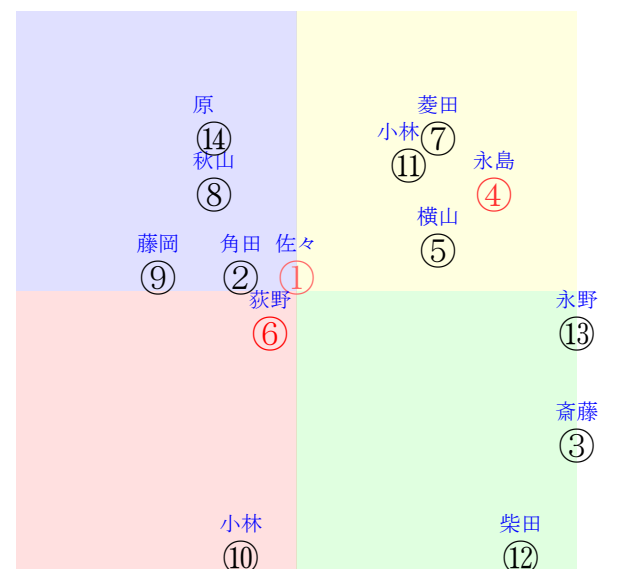 原
⑭
菱田
⑦
小林
⑪
秋山
⑧
永島
④
横山
⑤
藤岡
⑨
角田
②
佐々
①
荻野
⑥
永野
⑬
斎藤
③
小林
⑩
柴田
⑫